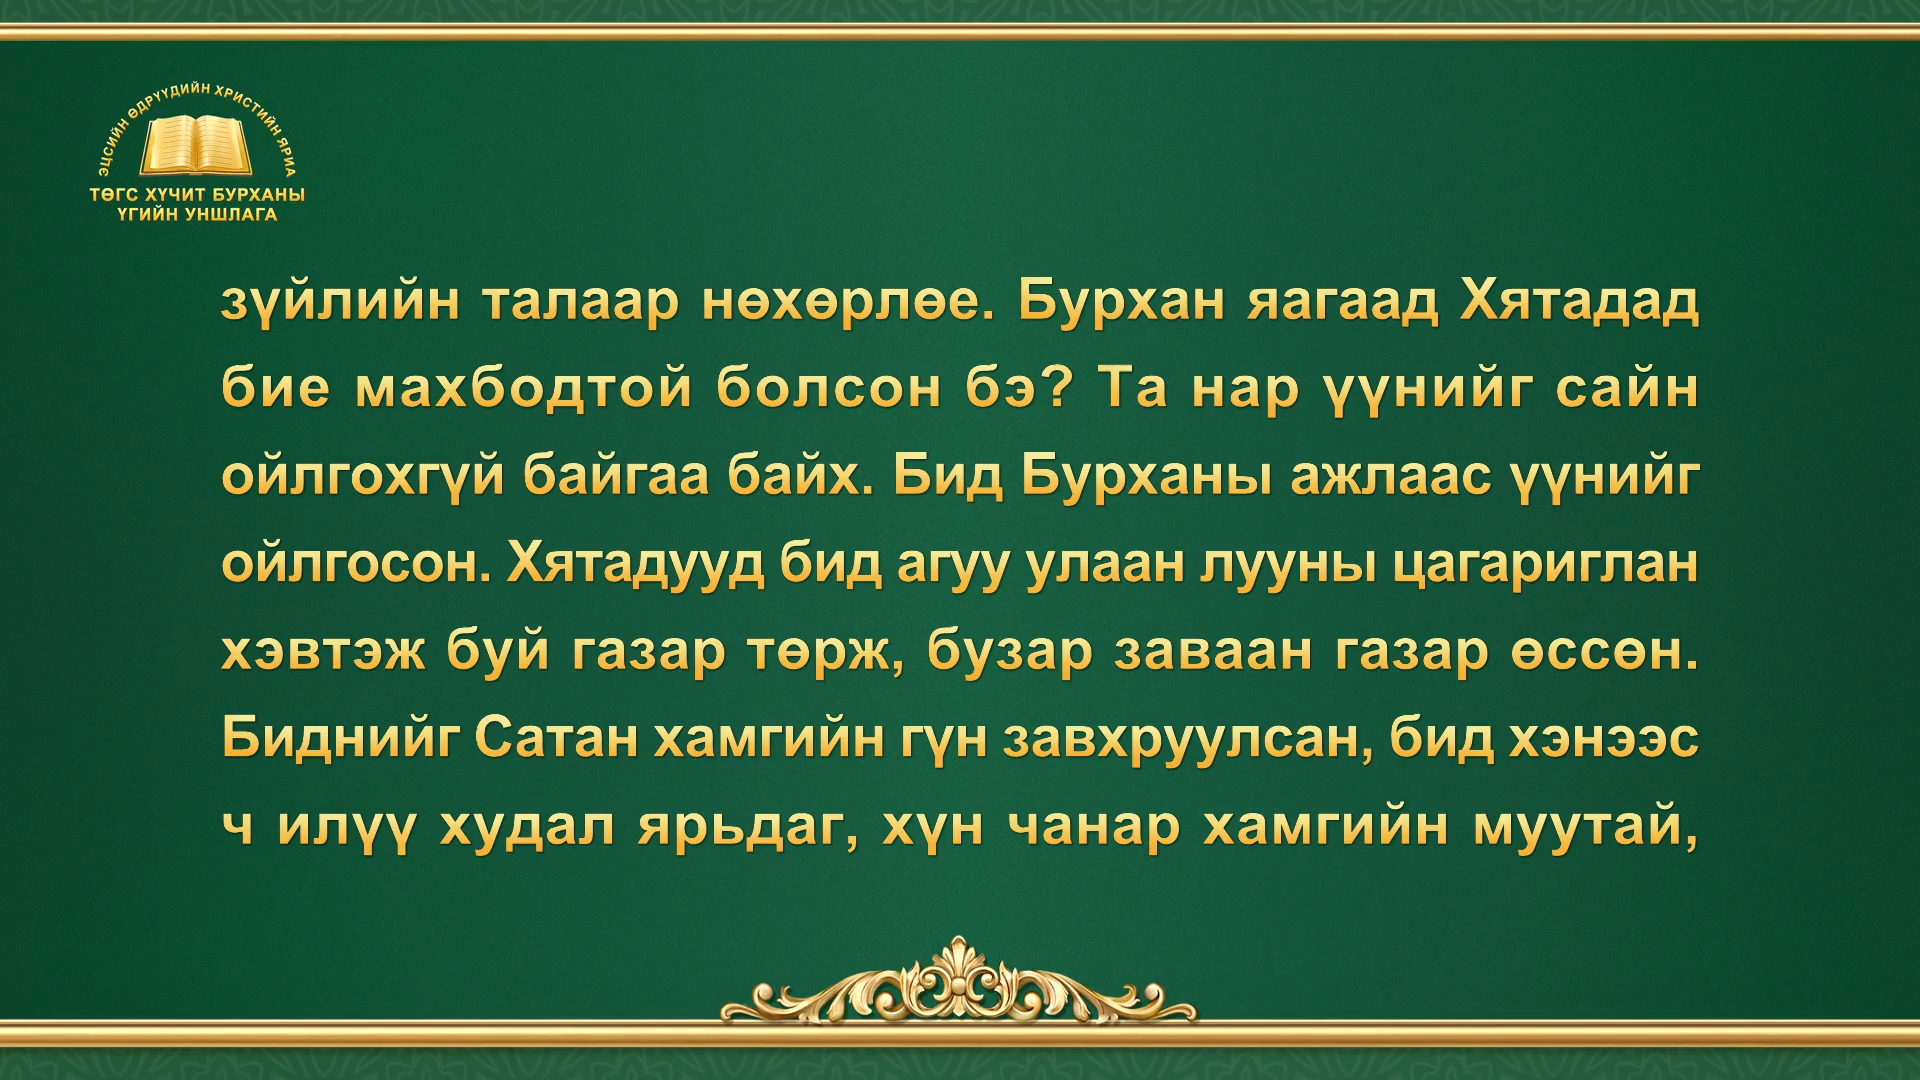 ЭЦСИЙН ӨДРҮҮДИЙН ХРИСТИЙН ЯРИА
ТӨГС ХҮЧИТ БУРХАНЫ
ҮГИЙН УНШЛАГА
зүйлийн талаар нөхөрлөе. Бурхан яагаад Хятадад
бие махбодтой болсон бэ? Та нар үүнийг сайн
ойлгохгүй байгаа байх. Бид Бурханы ажлаас үүнийг
ойлгосон. Хятадууд бид агуу улаан лууны цагариглан
хэвтэж буй газар төрж, бузар заваан газар өссөн.
Биднийг Сатан хамгийн гүн завхруулсан, бид хэнээс
ч илүү худал ярьдаг, хүн чанар хамгийн муутай,